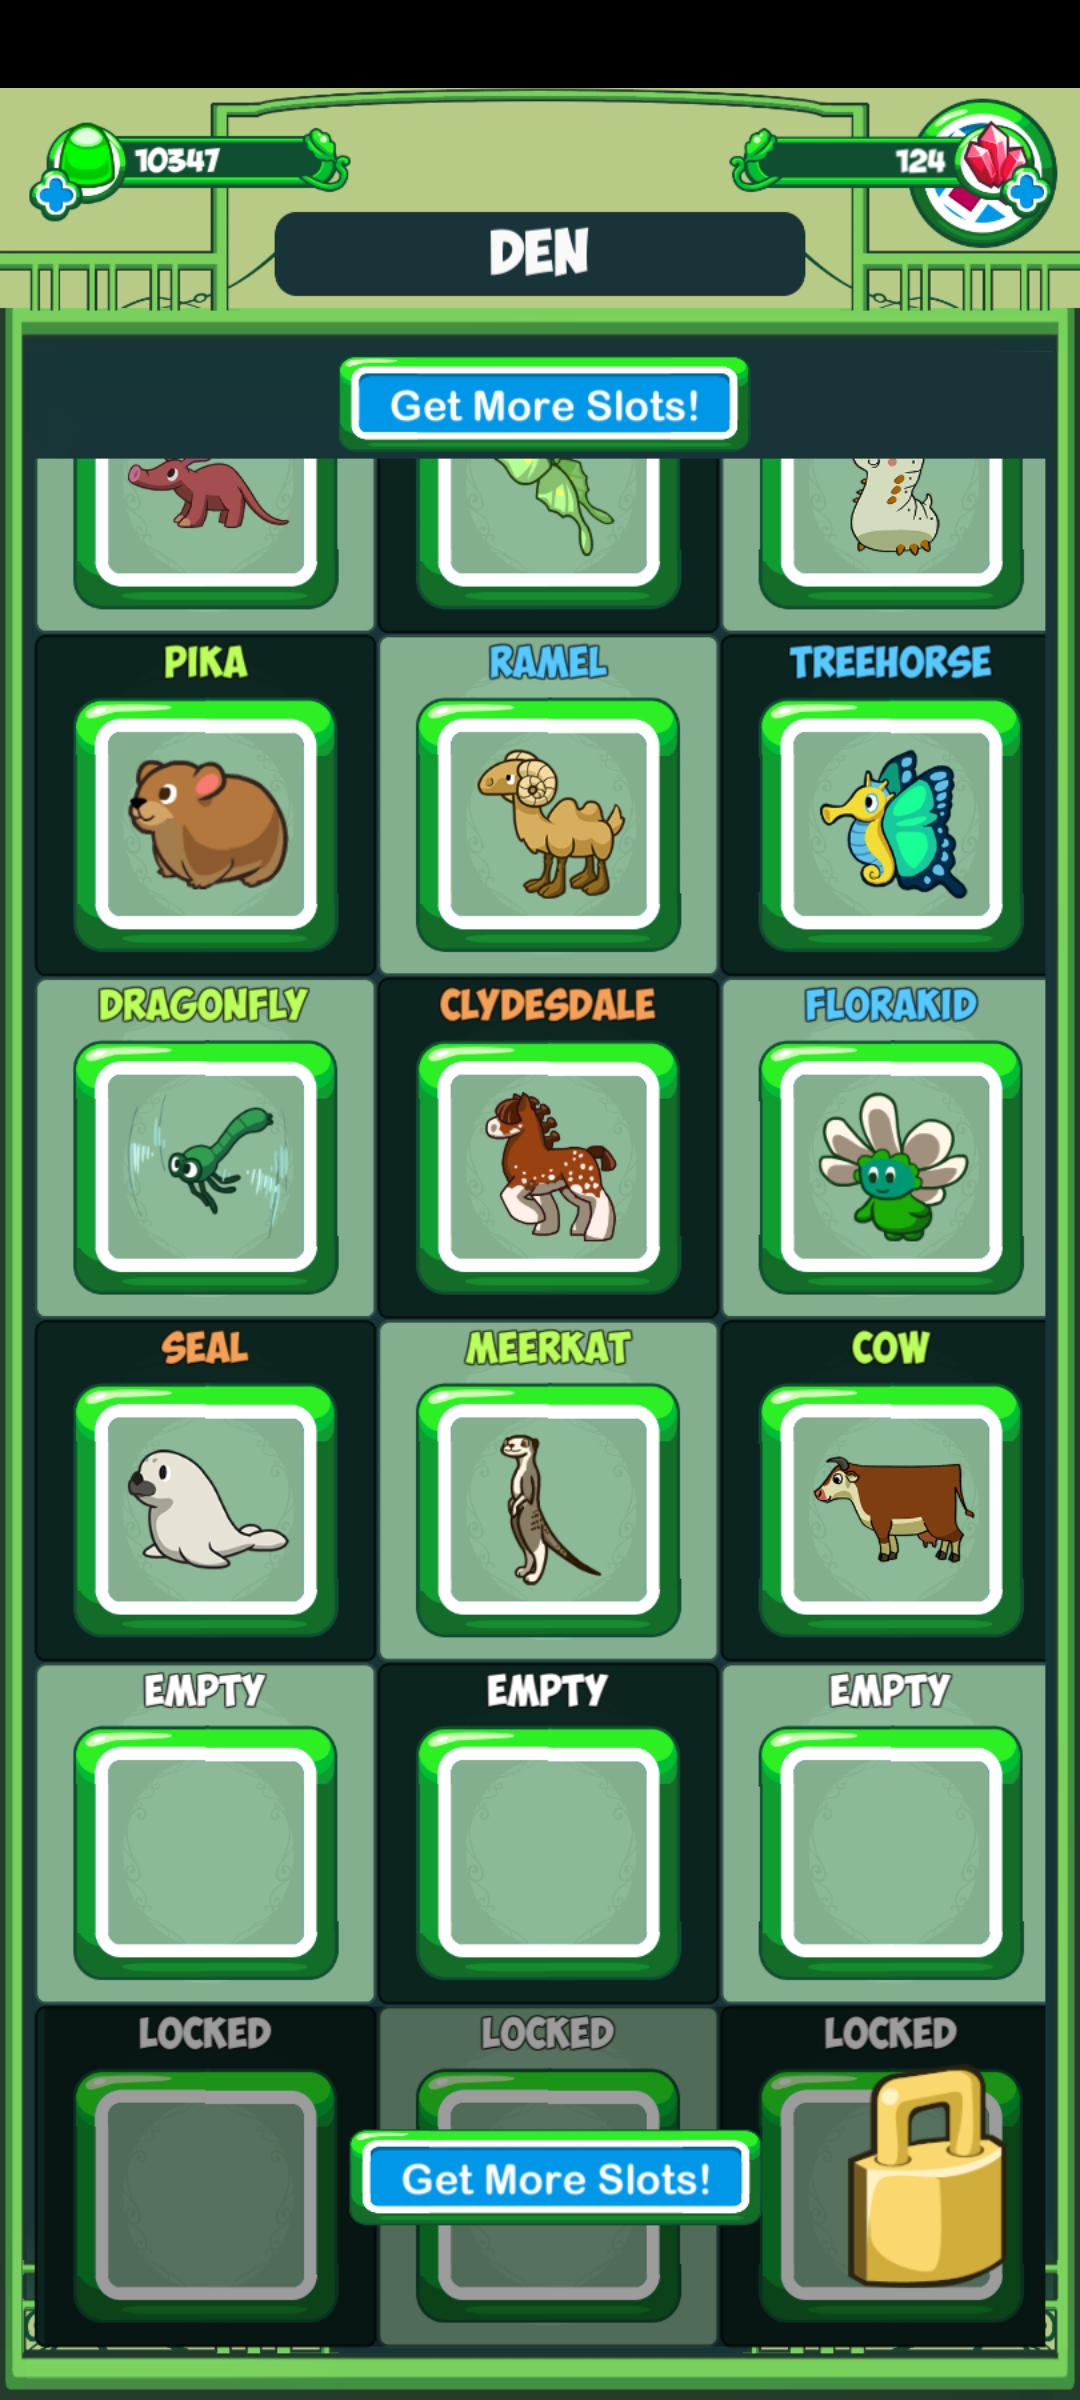 10347
124
DEN
Get More Slots!
PIKA
RAMEL
TREEHORSE
DRAGONFLY
CLYDESDALE
FLORAKID
SEAL
MEERKAT
COW
EMPTY
EMPTY
EMPTY
LOCKED
LOCKED
LOCKED
Get More Slots!